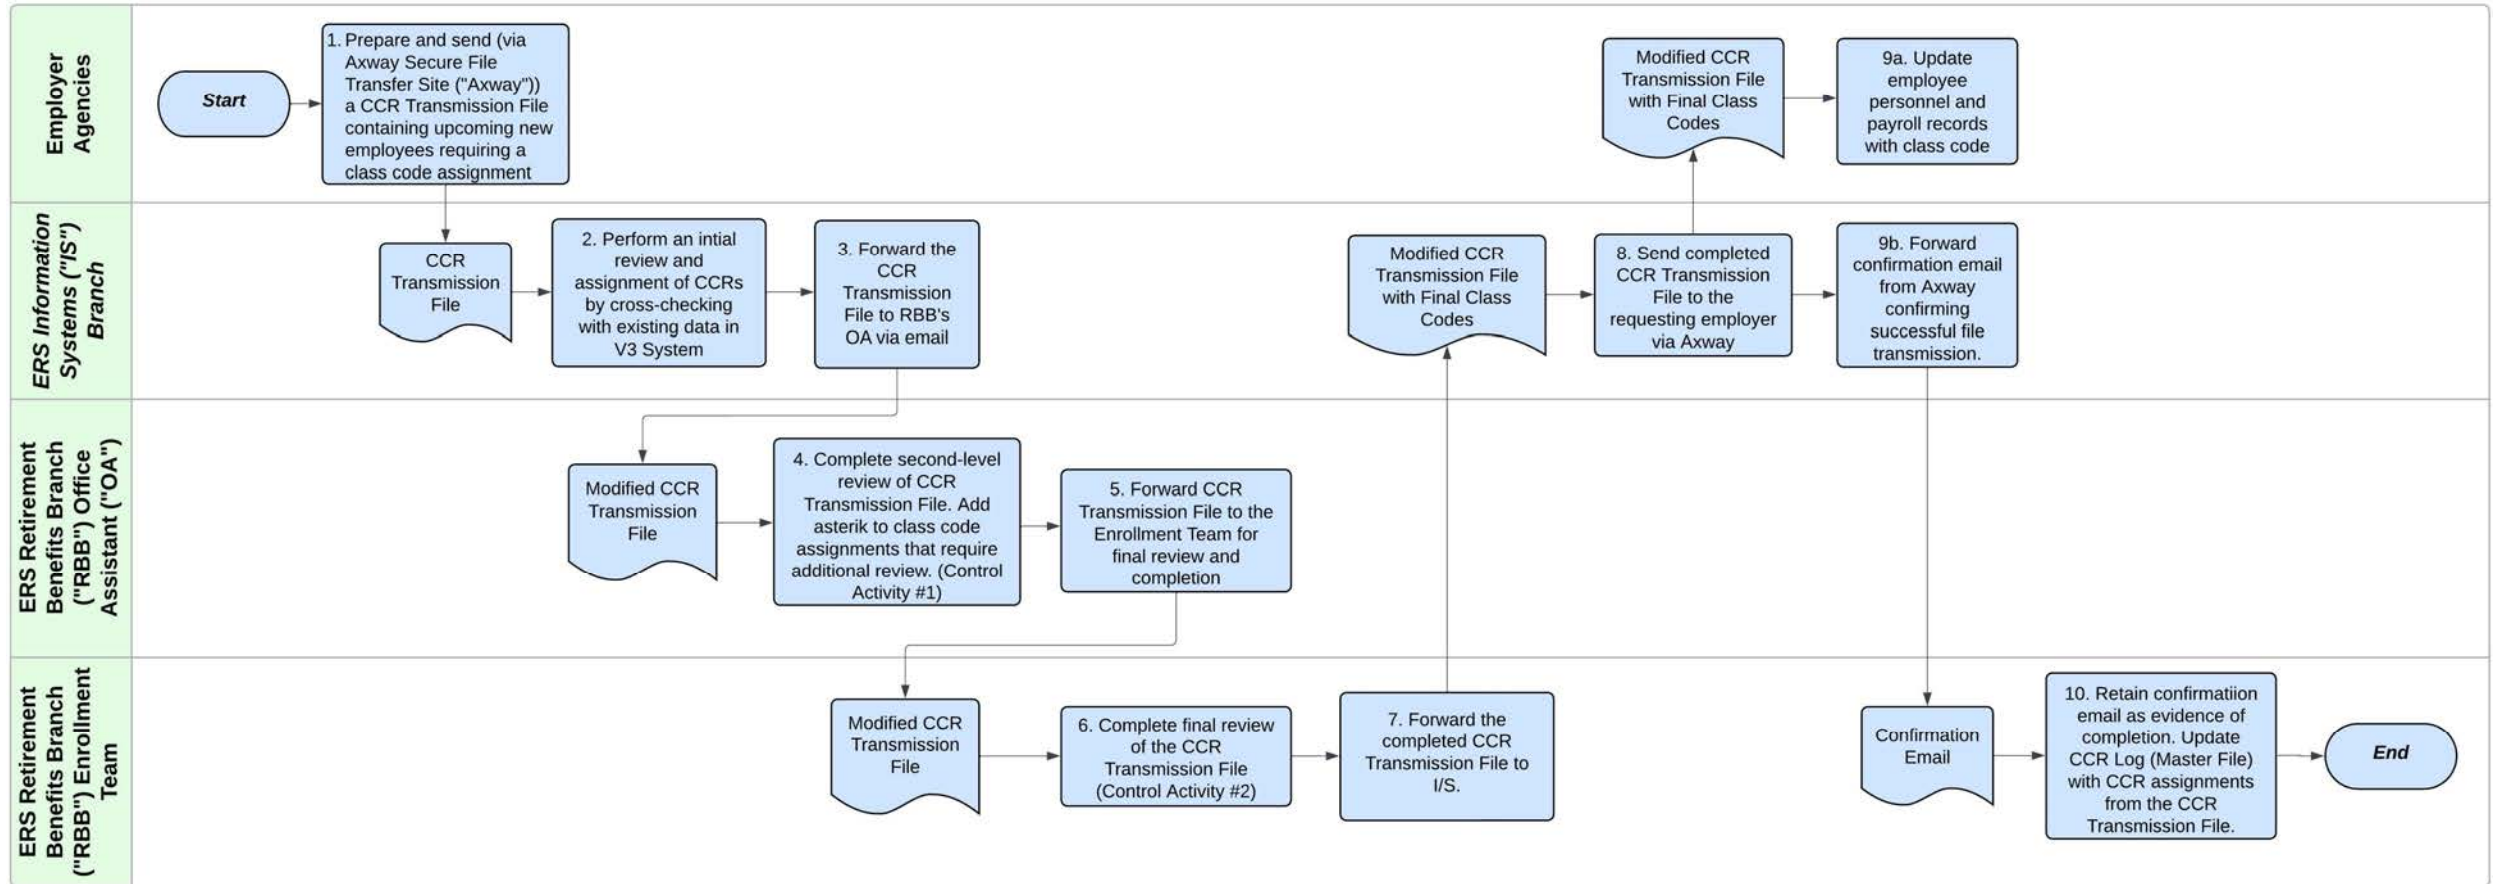 Employer
Agencies
Start
1. Prepare and send (via
Axway Secure File
Transfer Site ("Axway"))
a CCR Transmission File
containing upcoming new
employees requiring a
class code assignment
Modified CCR
Transmission File
with Final Class
Codes
9a. Update
employee
personnel and
payroll records
with class code
ERS Information
Systems ("IS")
Branch
CCR
Transmission
File
2. Perform an intial
review and
assignment of CCRs
by cross-checking
with existing data in
V3 System
3. Forward the
CCR
Transmission
File to RBB's
OA via email
Modified CCR
Transmission File
with Final Class
Codes
8. Send completed
CCR Transmission
File to the
requesting employer
via Axway
9b. Forward
confirmation email
from Axway
confirming
successful file
transmission.
ERS Retirement
Benefits Branch
("RBB") Office
Assistant ("OA")
Modified CCR
Transmission
File
4. Complete second-level
review of CCR
Transmission File. Add
asterik to class code
assignments that require
additional review. (Control
Activity #1)
5. Forward CCR
Transmission File to the
Enrollment Team for
final review and
completion
ERS Retirement
Benefits Branch
("RBB") Enrollment
Team
Modified CCR
Transmission
File
6. Complete final review
of the CCR
Transmission File
(Control Activity #2)
7. Forward the
completed CCR
Transmission File to
I/S.
Confirmation
Email
10. Retain confirmatiion
email as evidence of
completion. Update
CCR Log (Master File)
with CCR assignments
from the CCR
Transmission File.
End